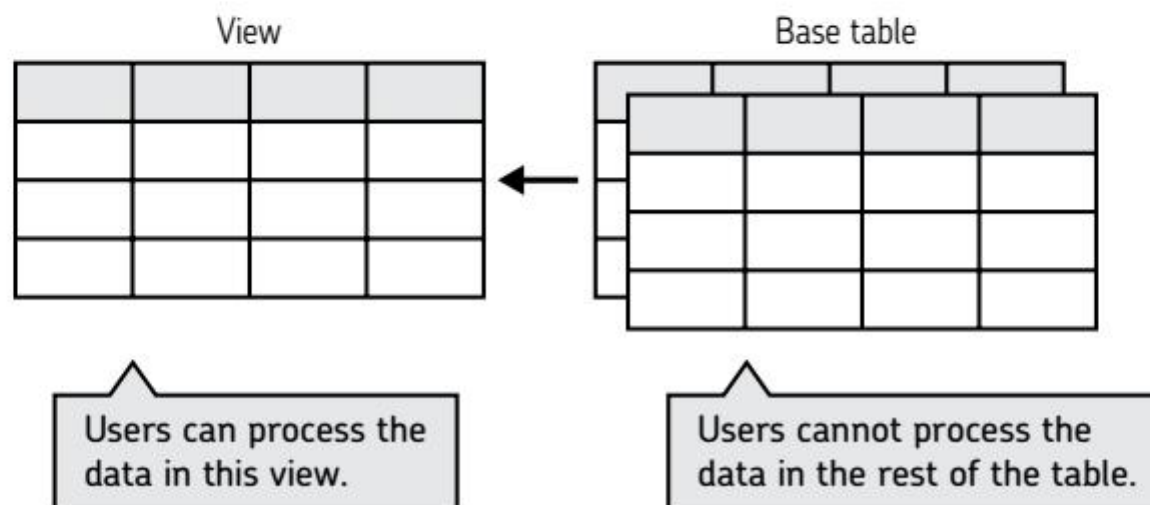 View
Base table
Users can process the
data in this view.
Users cannot process the
data in the rest of the table.